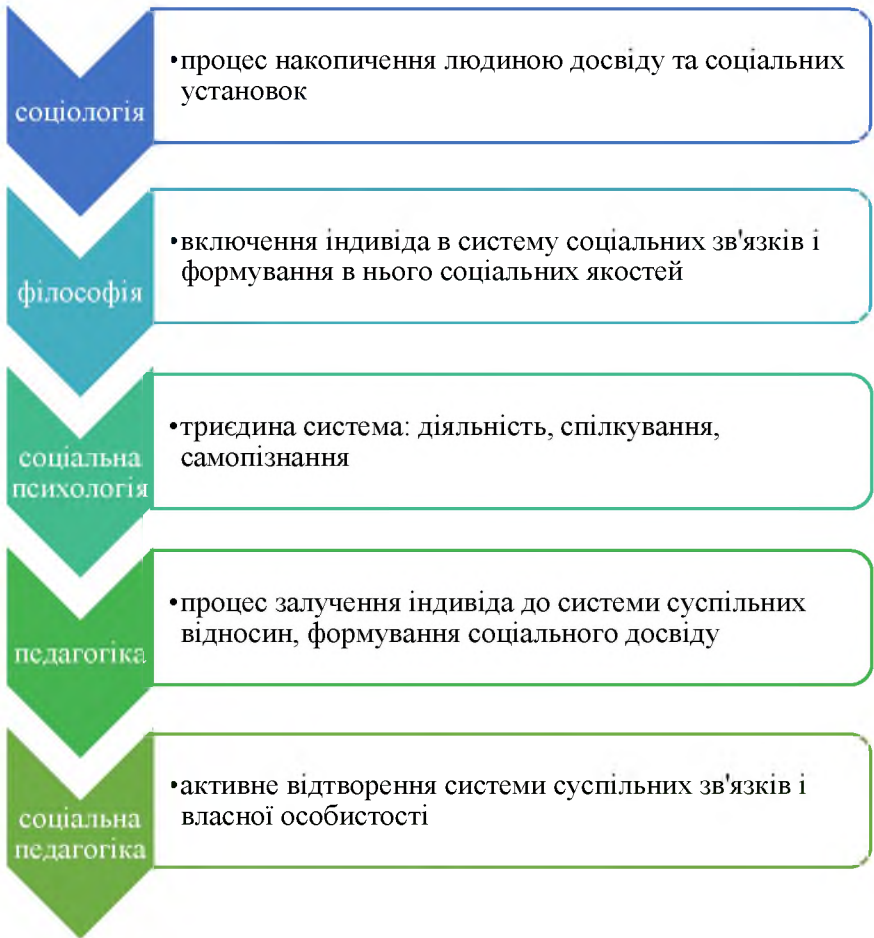 соціологія
•процес накопичення людиною досвіду та соціальних
установок
філософія
•включення індивіда в систему соціальних зв'язків і
формування в нього соціальних якостей
соціальна
психологія
•триєдина система: діяльність, спілкування,
самопізнання
педагогіка
•процес залучення індивіда до системи суспільних
відносин, формування соціального досвіду
соціальна
педагогіка
•активне відтворення системи суспільних зв'язків і
власної особистості